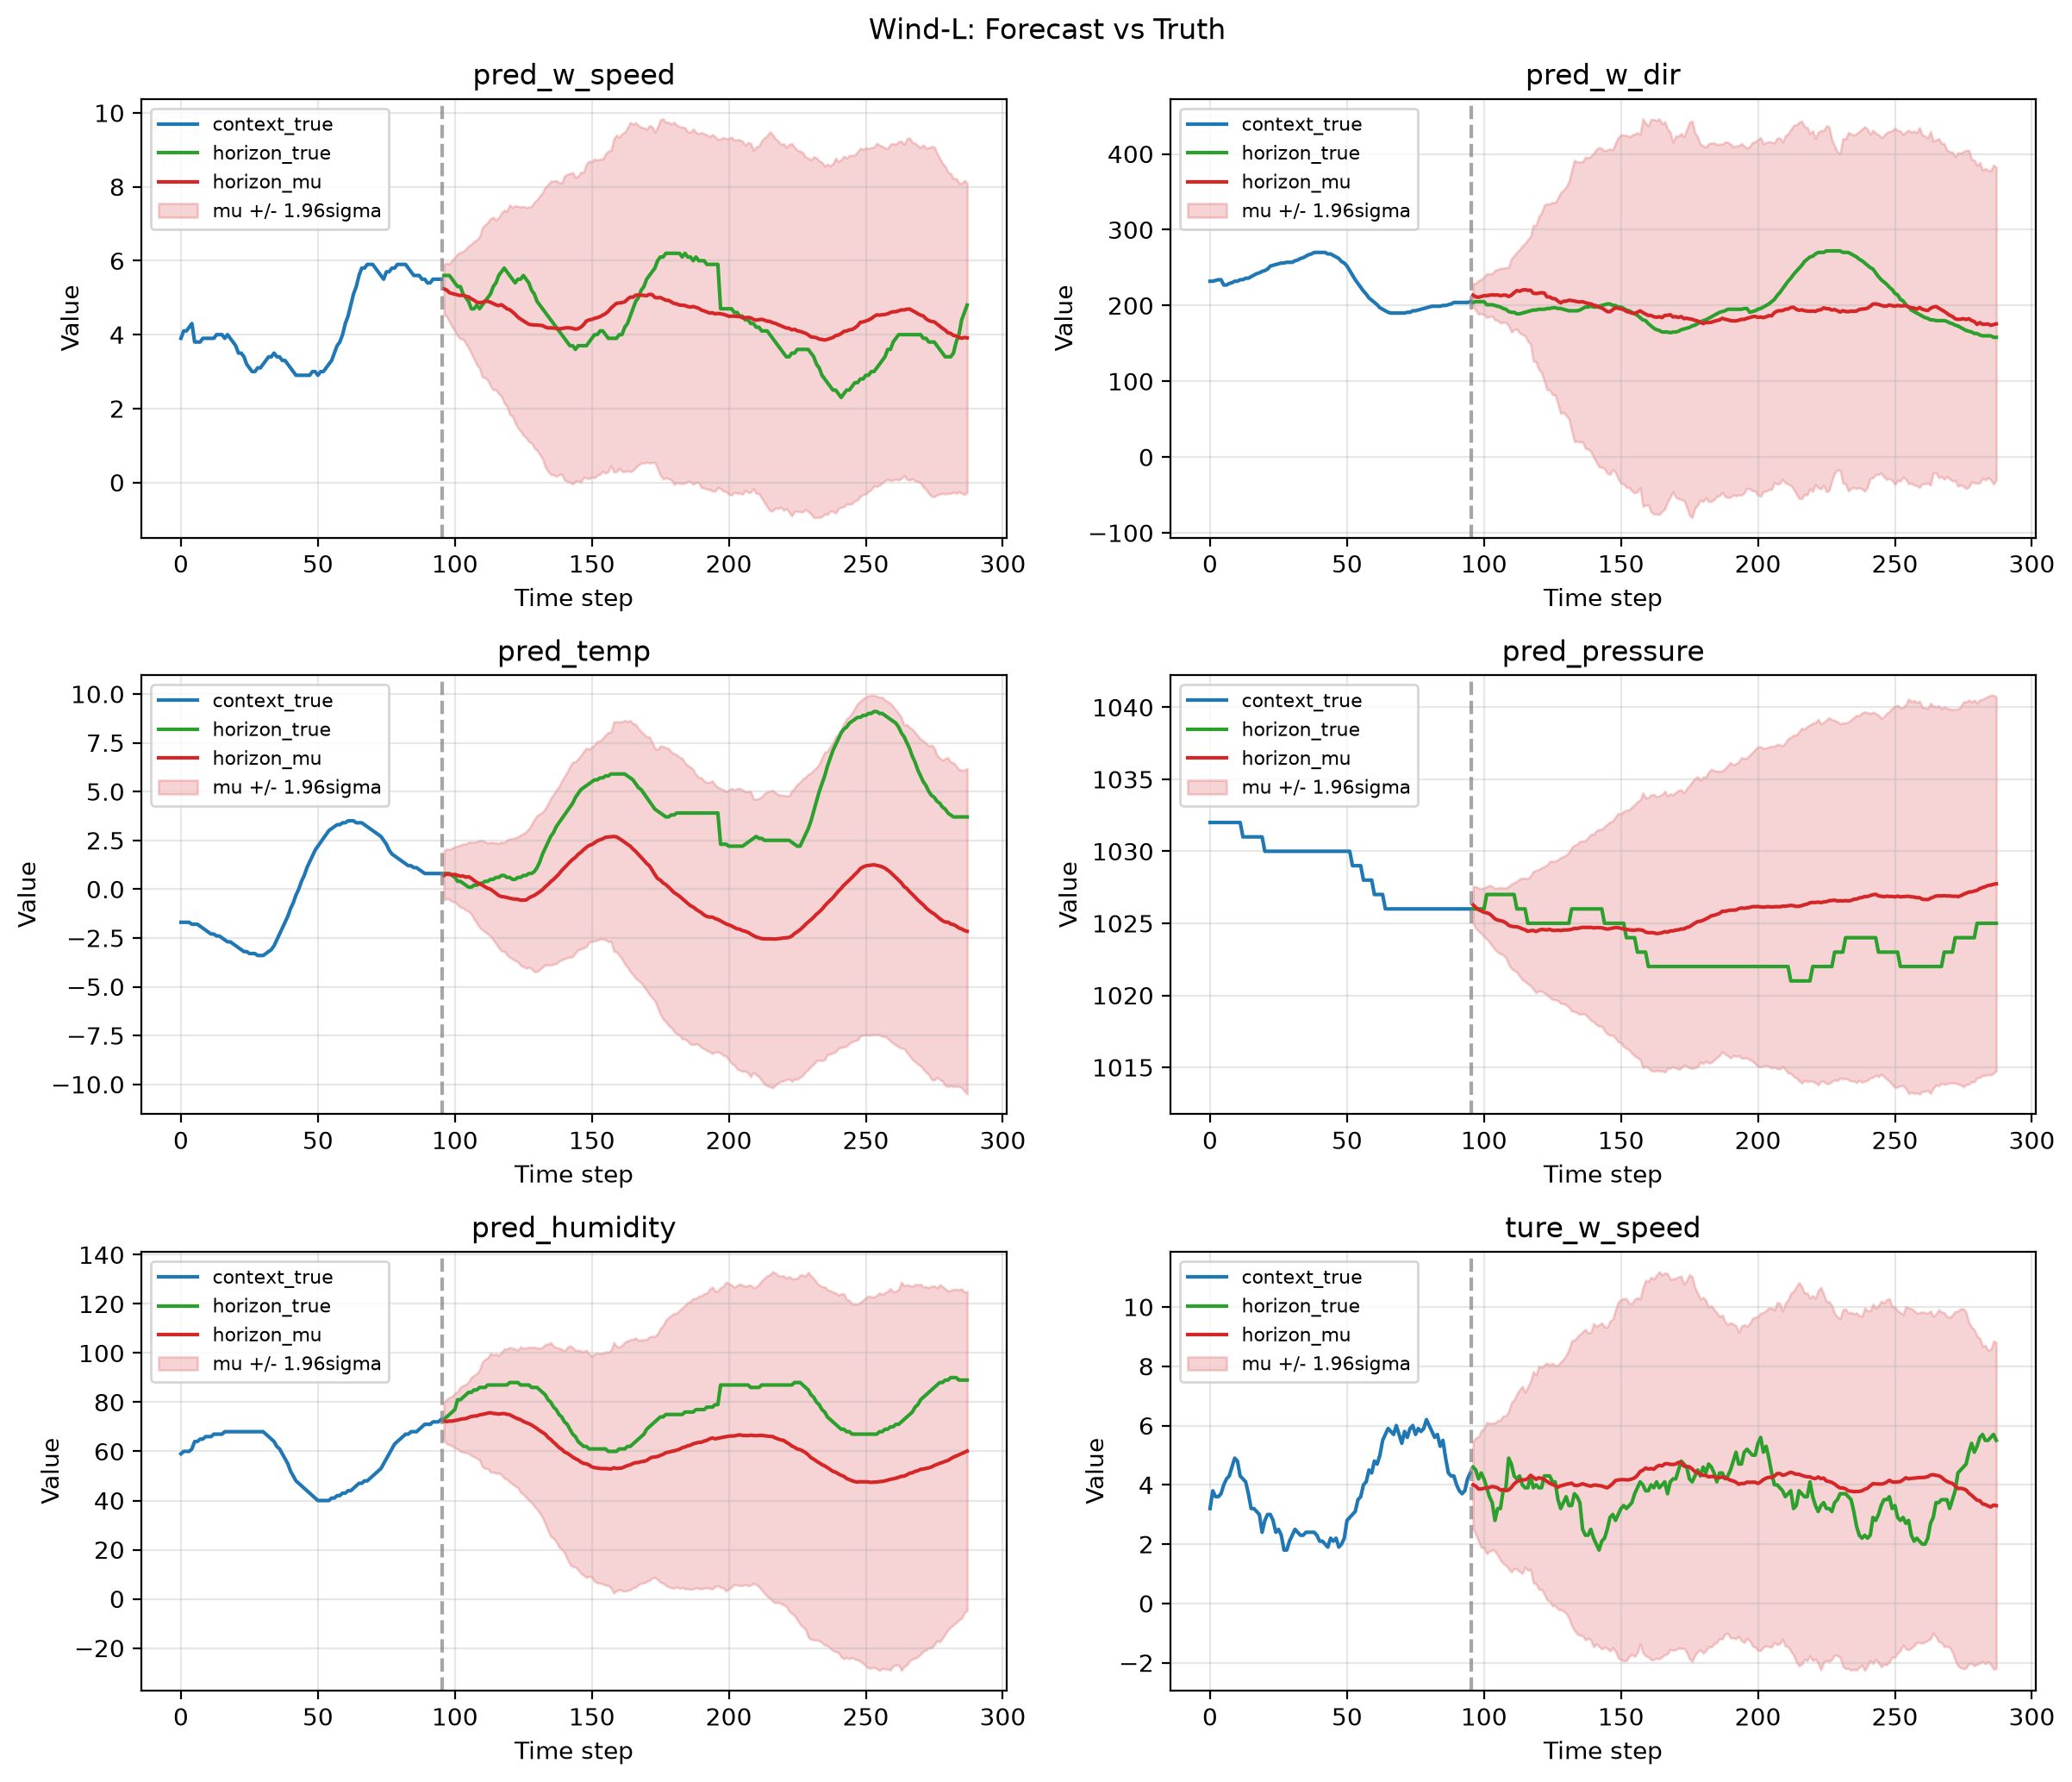 Wind-L: Forecast vs Truth
pred_w_speed
context_true
horizon_true
horizon_mu
mu +/- 1.96sigma
Value
10
8
6
4
2
0
0 50 100 150 200 250 300
Time step
pred_w_dir
context_true
horizon_true
horizon_mu
mu +/- 1.96sigma
Value
400
300
200
100
0
−100
0 50 100 150 200 250 300
Time step
pred_temp
context_true
horizon_true
horizon_mu
mu +/- 1.96sigma
Value
10.0
7.5
5.0
2.5
0.0
−2.5
−5.0
−7.5
−10.0
0 50 100 150 200 250 300
Time step
pred_pressure
context_true
horizon_true
horizon_mu
mu +/- 1.96sigma
Value
1040
1035
1030
1025
1020
1015
0 50 100 150 200 250 300
Time step
pred_humidity
context_true
horizon_true
horizon_mu
mu +/- 1.96sigma
Value
140
120
100
80
60
40
20
0
−20
0 50 100 150 200 250 300
Time step
ture_w_speed
context_true
horizon_true
horizon_mu
mu +/- 1.96sigma
Value
10
8
6
4
2
0
−2
0 50 100 150 200 250 300
Time step